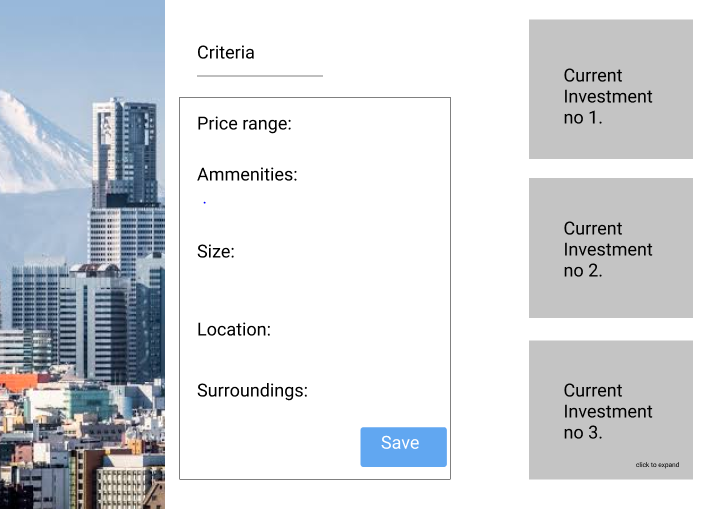 Criteria
Price range:
Ammenities:
Size:
Location:
Surroundings:
Save
Current
Investment
no 1.
Current
Investment
no 2.
Current
Investment
no 3.
click to expand